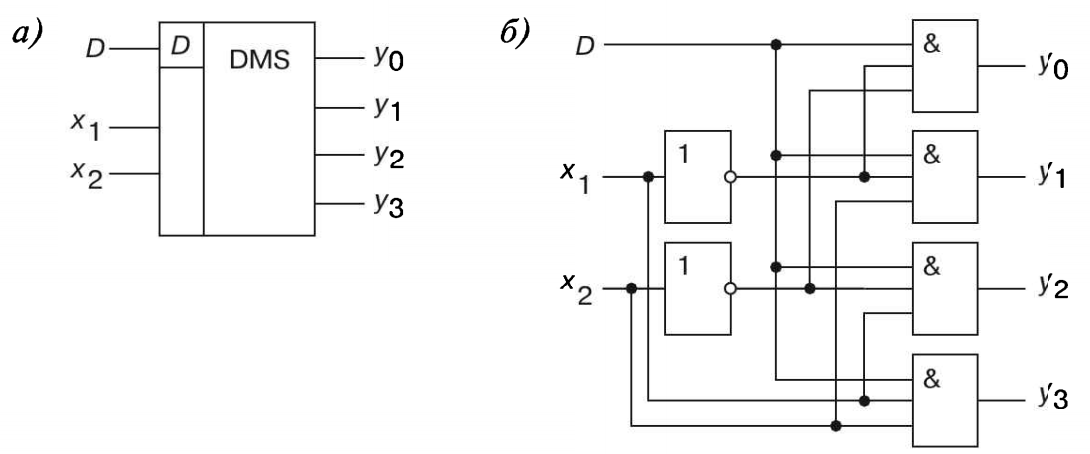 а)
D
D
DMS
x1
x2
y0
y1
y2
y3
б)
D
&
y′0
x1
1
&
y′1
x2
1
&
y′2
&
y′3